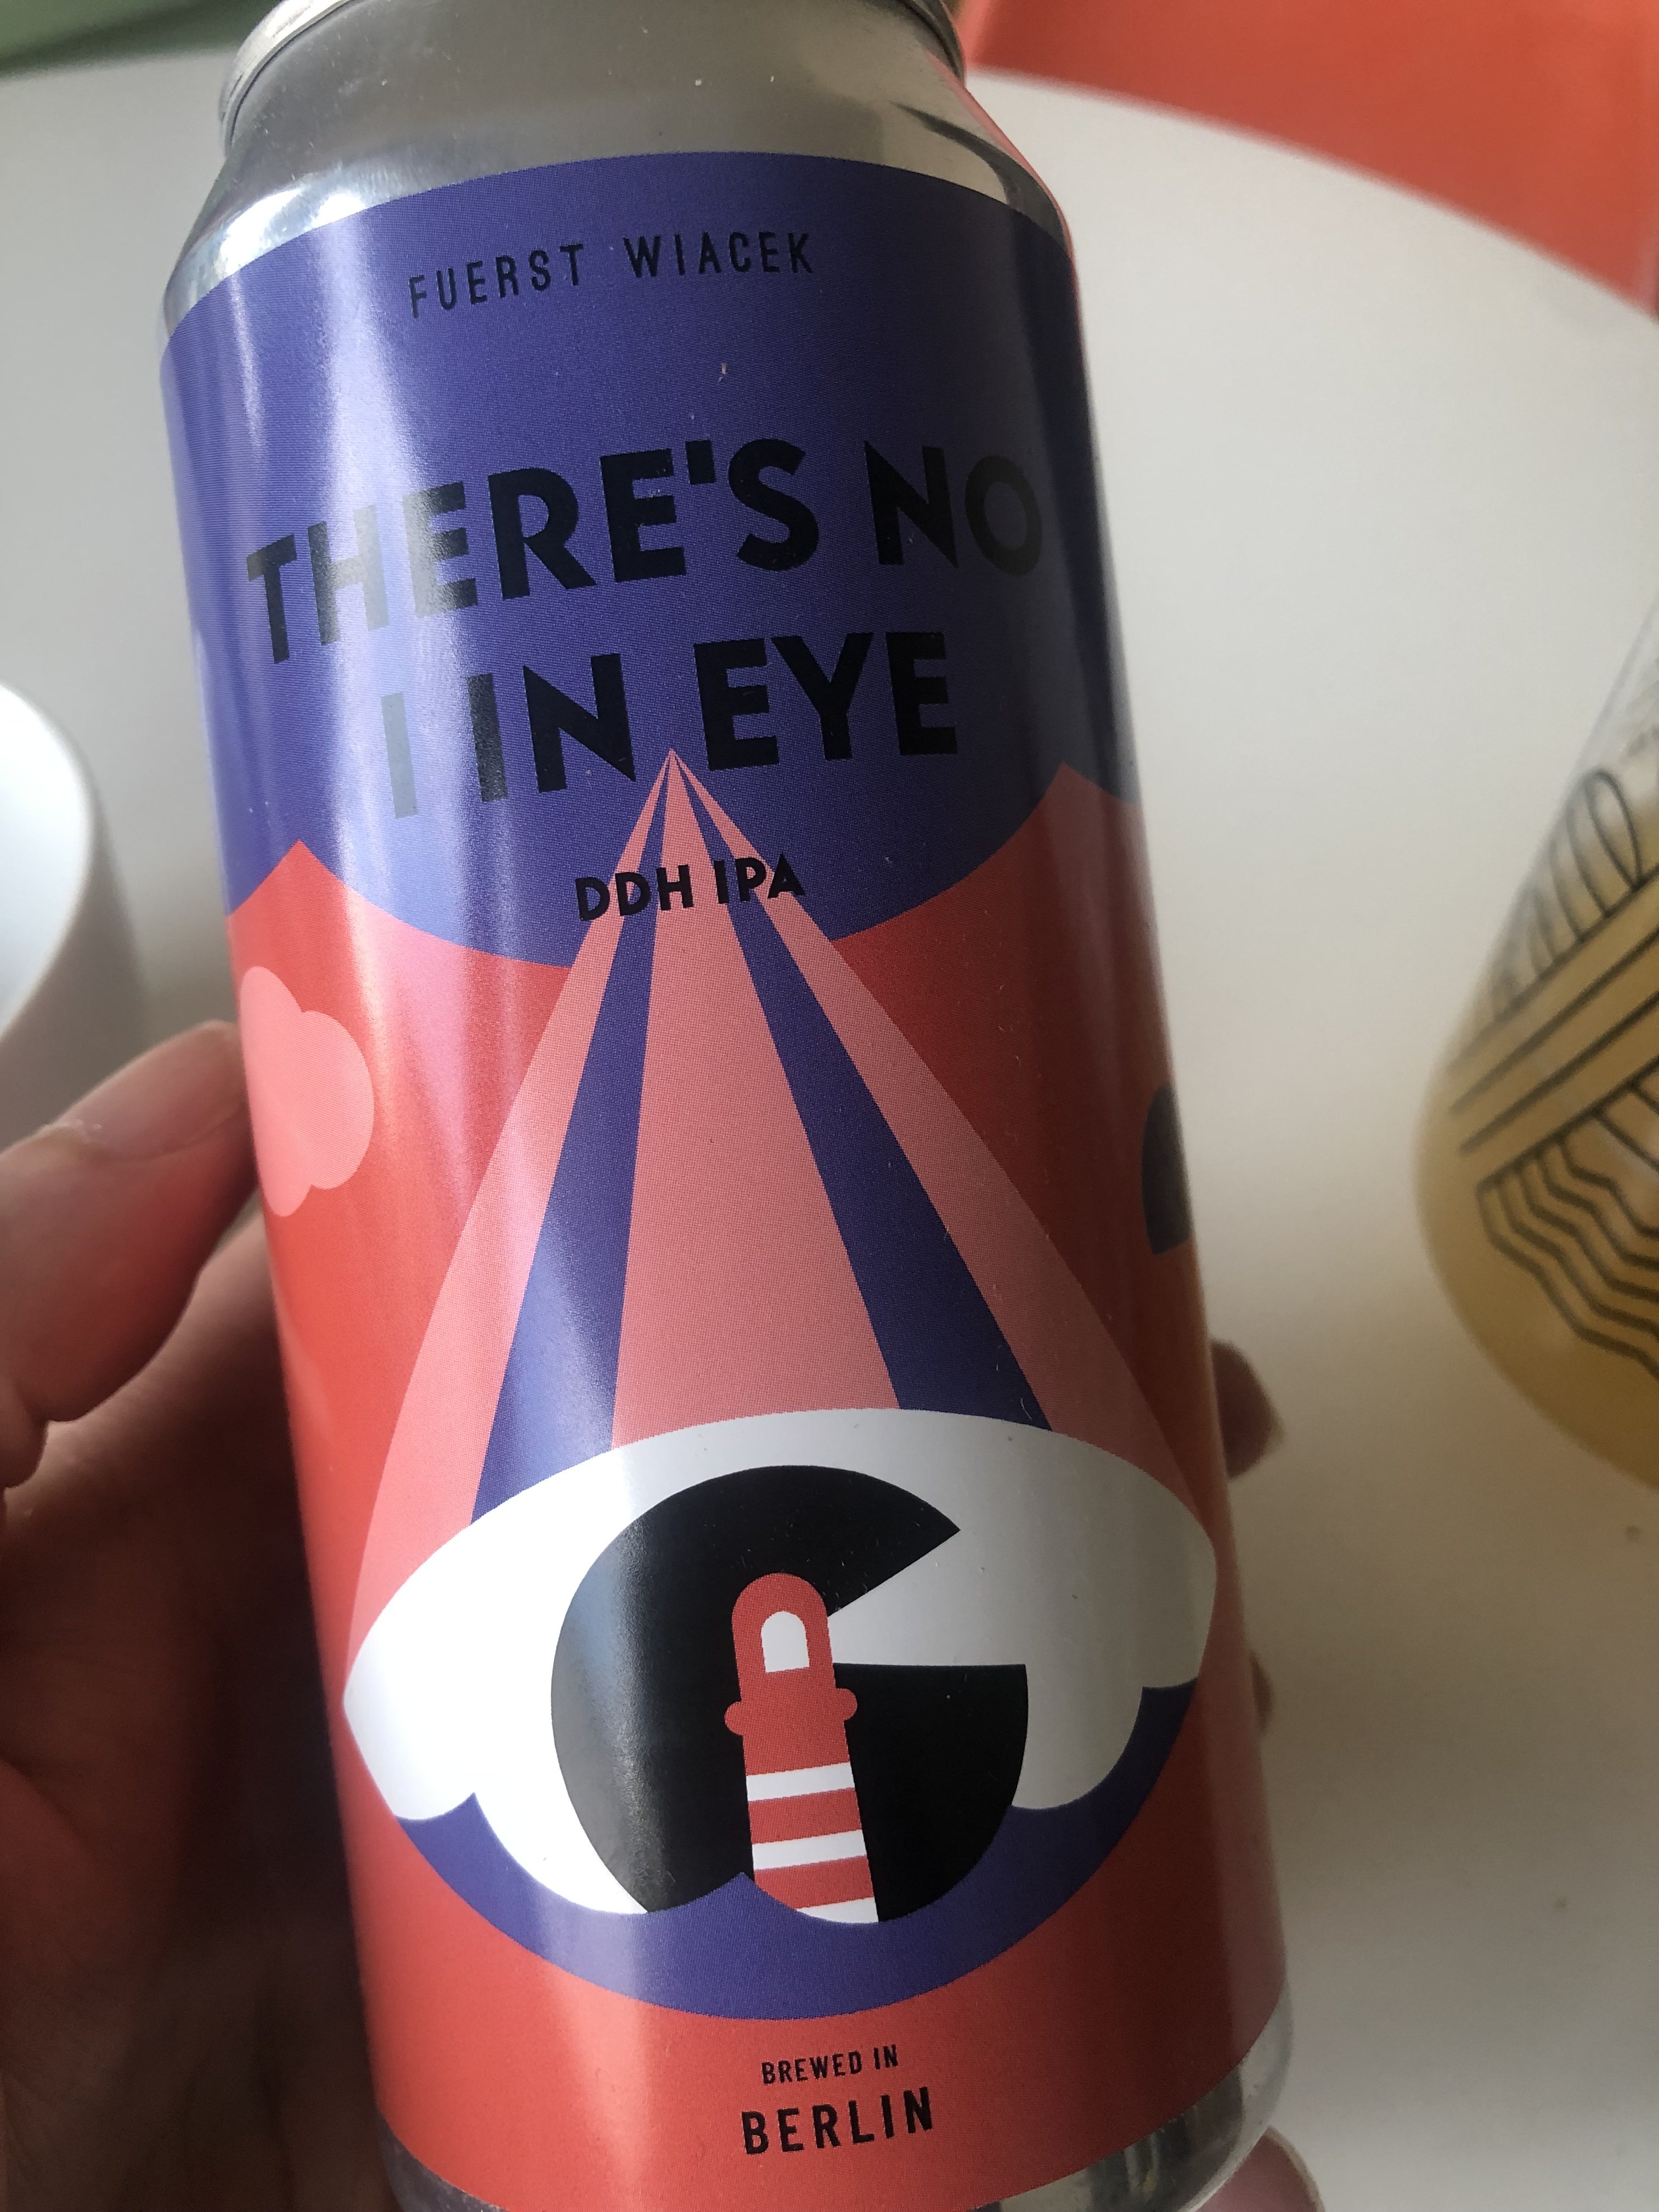 FUERST WIACEK
THERE'S NO
I IN EYE
DDH IPA
BREWED IN
BERLIN